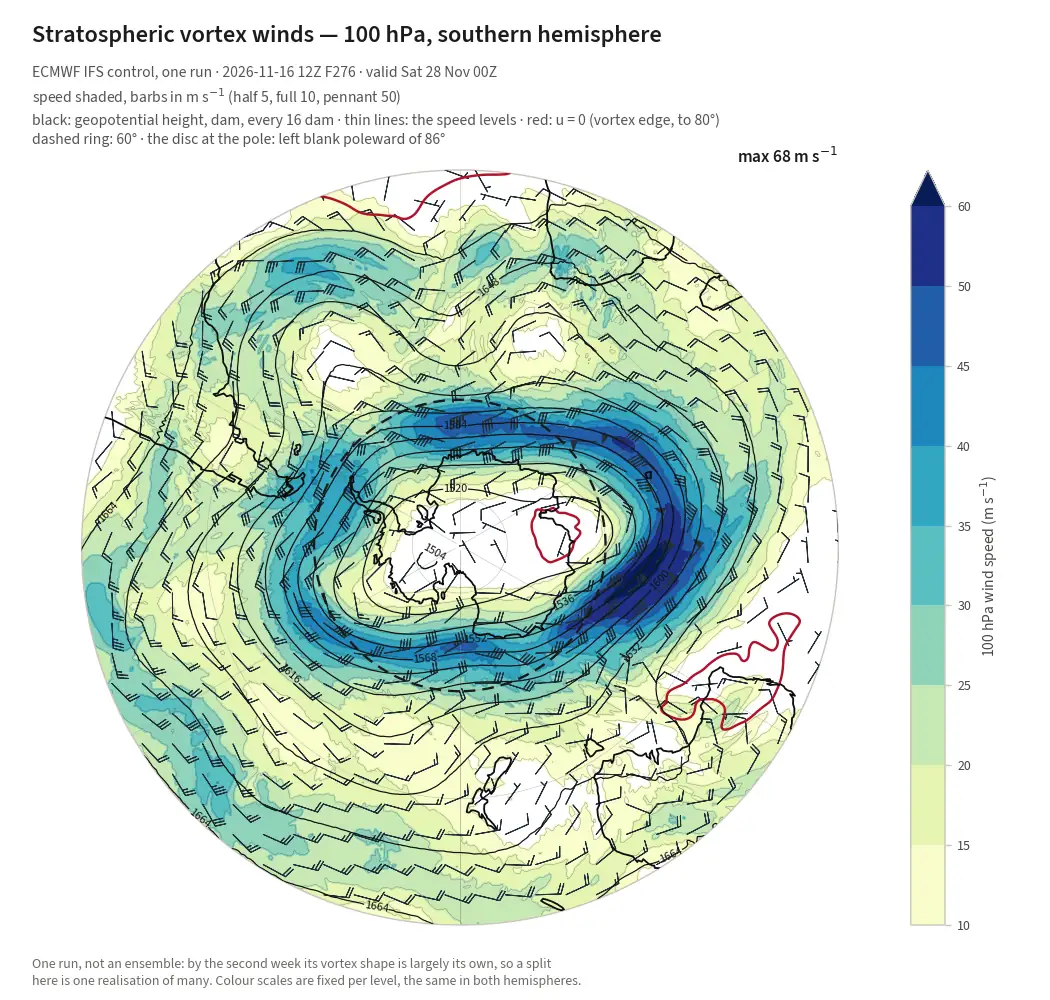 Stratospheric vortex winds — 100 hPa, southern hemisphere
ECMWF IFS control, one run · 2026-11-16 12Z F276 · valid Sat 28 Nov 00Z
speed shaded, barbs in m s⁻¹ (half 5, full 10, pennant 50)
black: geopotential height, dam, every 16 dam · thin lines: the speed levels · red: u = 0 (vortex edge, to 80°)
dashed ring: 60° · the disc at the pole: left blank poleward of 86°
max 68 m s⁻¹
60
50
45
40
35
30
25
20
15
10
100 hPa wind speed (m s⁻¹)
1648
1584
1520
1504
1664
1600
1536
1552
1568
1632
1616
1664
1664
1664
One run, not an ensemble: by the second week its vortex shape is largely its own, so a split
here is one realisation of many. Colour scales are fixed per level, the same in both hemispheres.